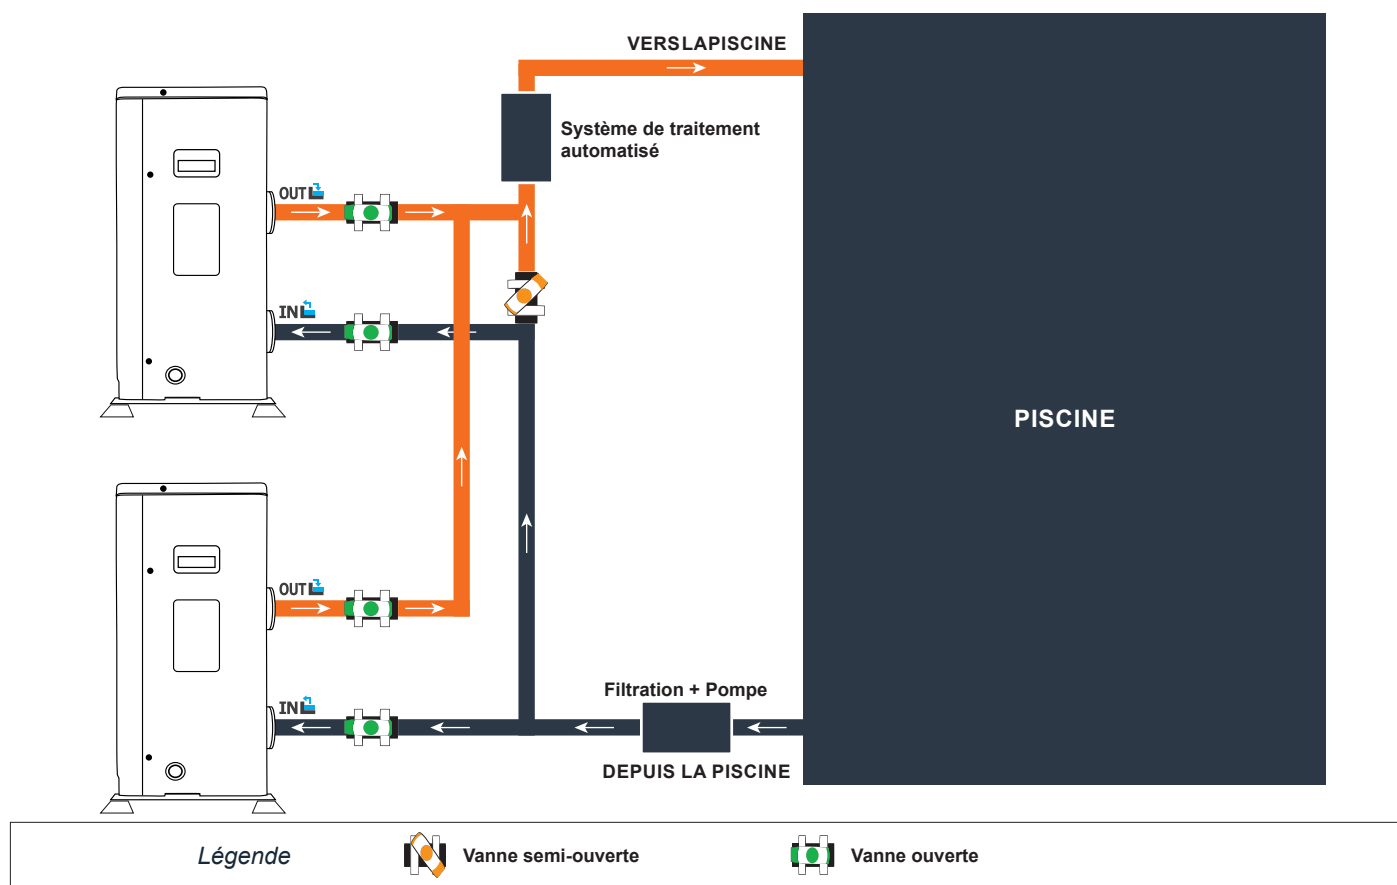 VERSLAPISCINE
Système de traitement
automatisé
OUT
IN
PISCINE
OUT
IN
Filtration + Pompe
DEPUIS LA PISCINE
Légende
Vanne semi-ouverte
Vanne ouverte